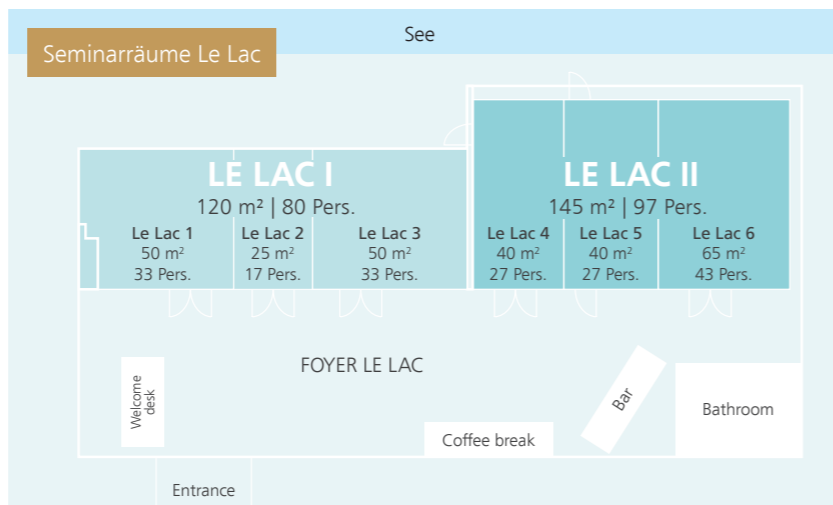 See
Seminarräume Le Lac
LE LAC I
120 m² | 80 Pers.
Le Lac 1
50 m²
33 Pers.
Le Lac 2
25 m²
17 Pers.
Le Lac 3
50 m²
33 Pers.
LE LAC II
145 m² | 97 Pers.
Le Lac 4
40 m²
27 Pers.
Le Lac 5
40 m²
27 Pers.
Le Lac 6
65 m²
43 Pers.
FOYER LE LAC
Welcome
desk
Coffee break
Bar
Bathroom
Entrance